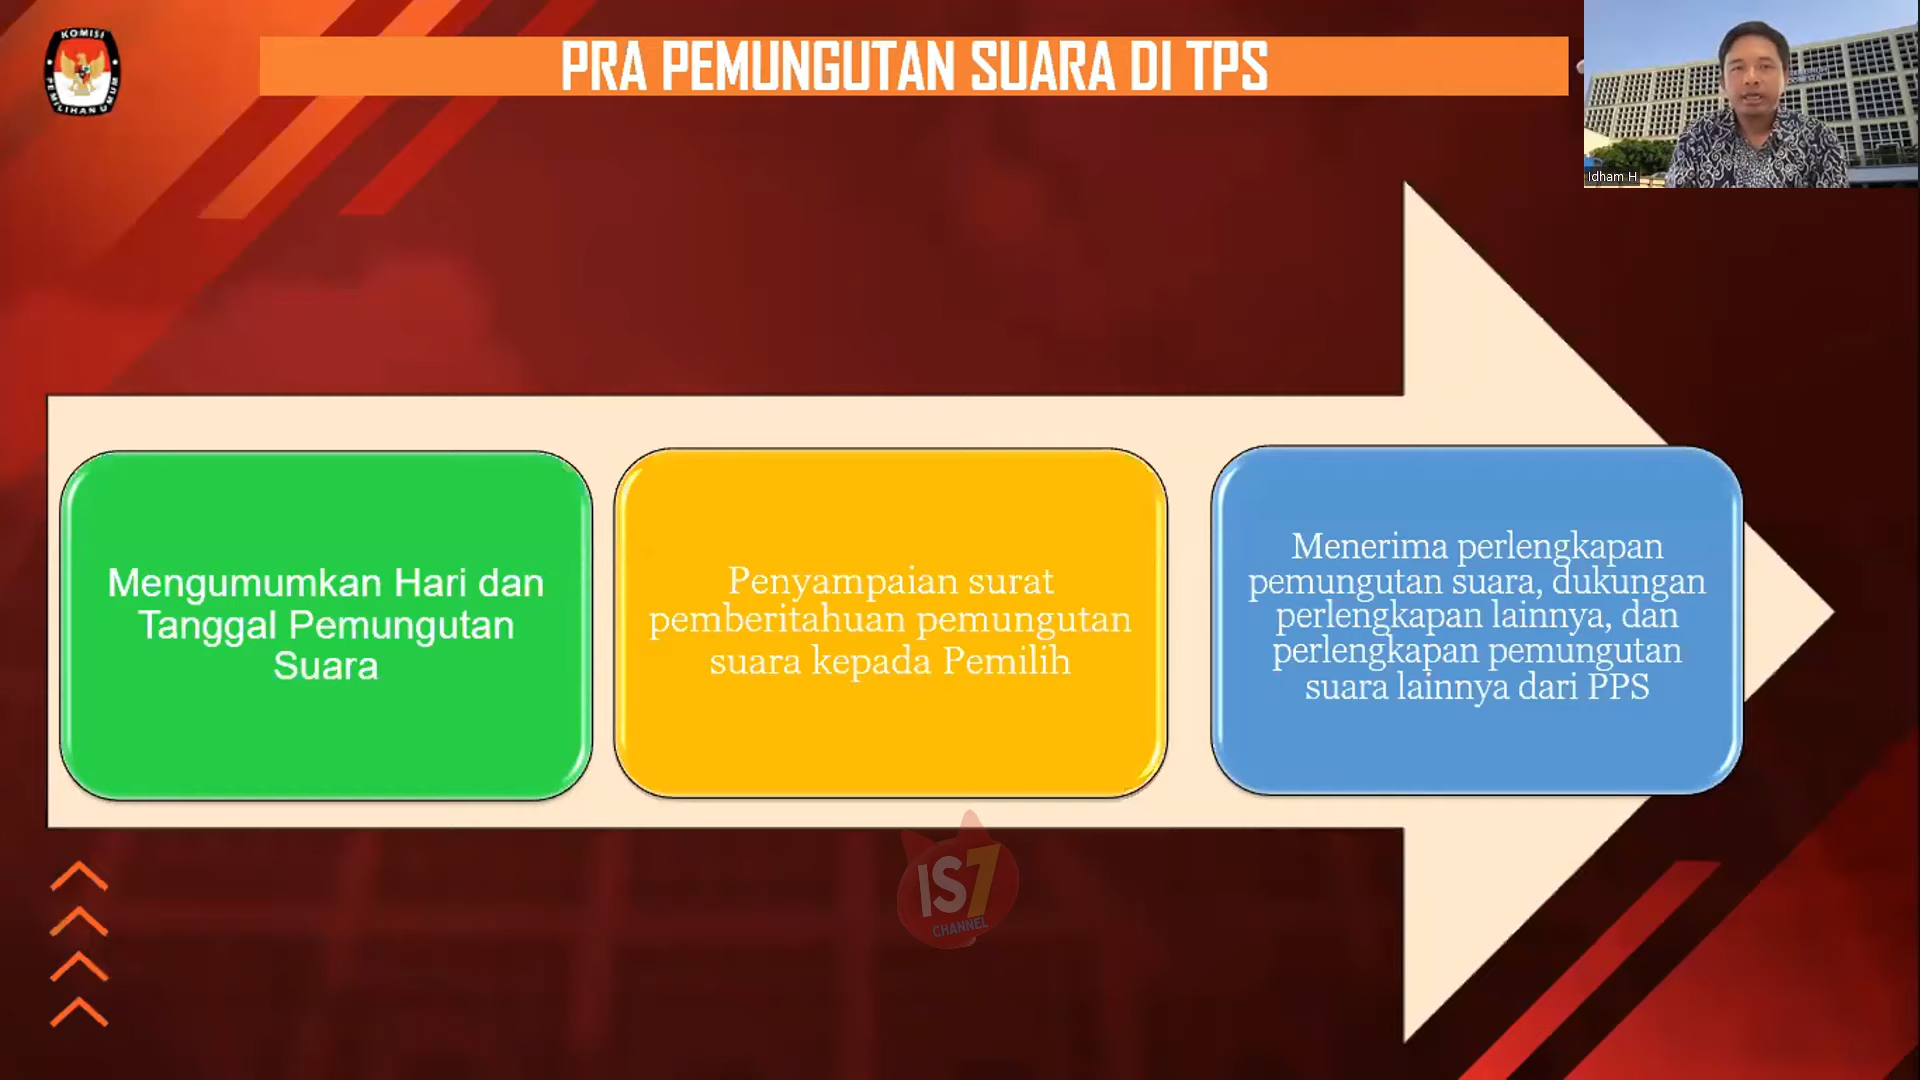 KOMISI
PEMILIHAN UMUM
PRA PEMUNGUTAN SUARA DI TPS
Idham H
Mengumumkan Hari dan
Tanggal Pemungutan
Suara
Penyampaian surat
pemberitahuan pemungutan
suara kepada Pemilih
Menerima perlengkapan
pemungutan suara, dukungan
perlengkapan lainnya, dan
perlengkapan pemungutan
suara lainnya dari PPS
IS7
CHANNEL